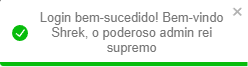 Login bem-sucedido! Bem-vindo
Shrek, o poderoso admin rei
supremo